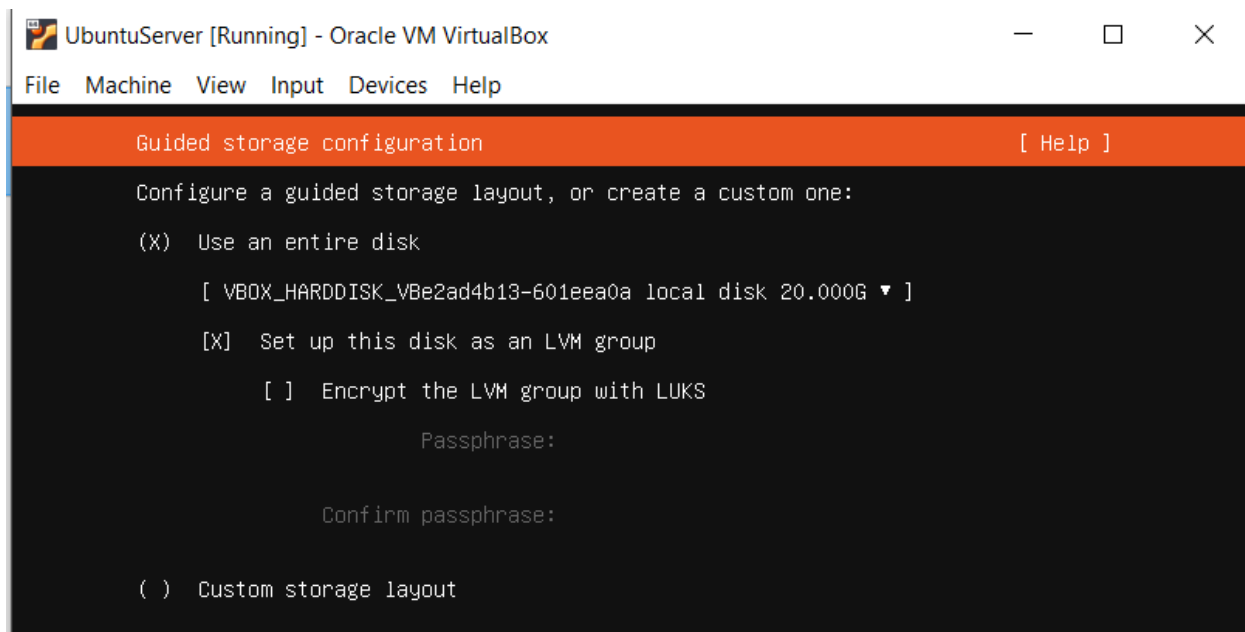 UbuntuServer [Running] - Oracle VM VirtualBox
File Machine View Input Devices Help
Guided storage configuration [ Help ]
Configure a guided storage layout, or create a custom one:
(X) Use an entire disk
[ VBOX_HARDDISK_VBe2ad4b13-601eea0a local disk 20.000G ▾ ]
[X] Set up this disk as an LVM group
[ ] Encrypt the LVM group with LUKS
Passphrase:
Confirm passphrase:
( ) Custom storage layout